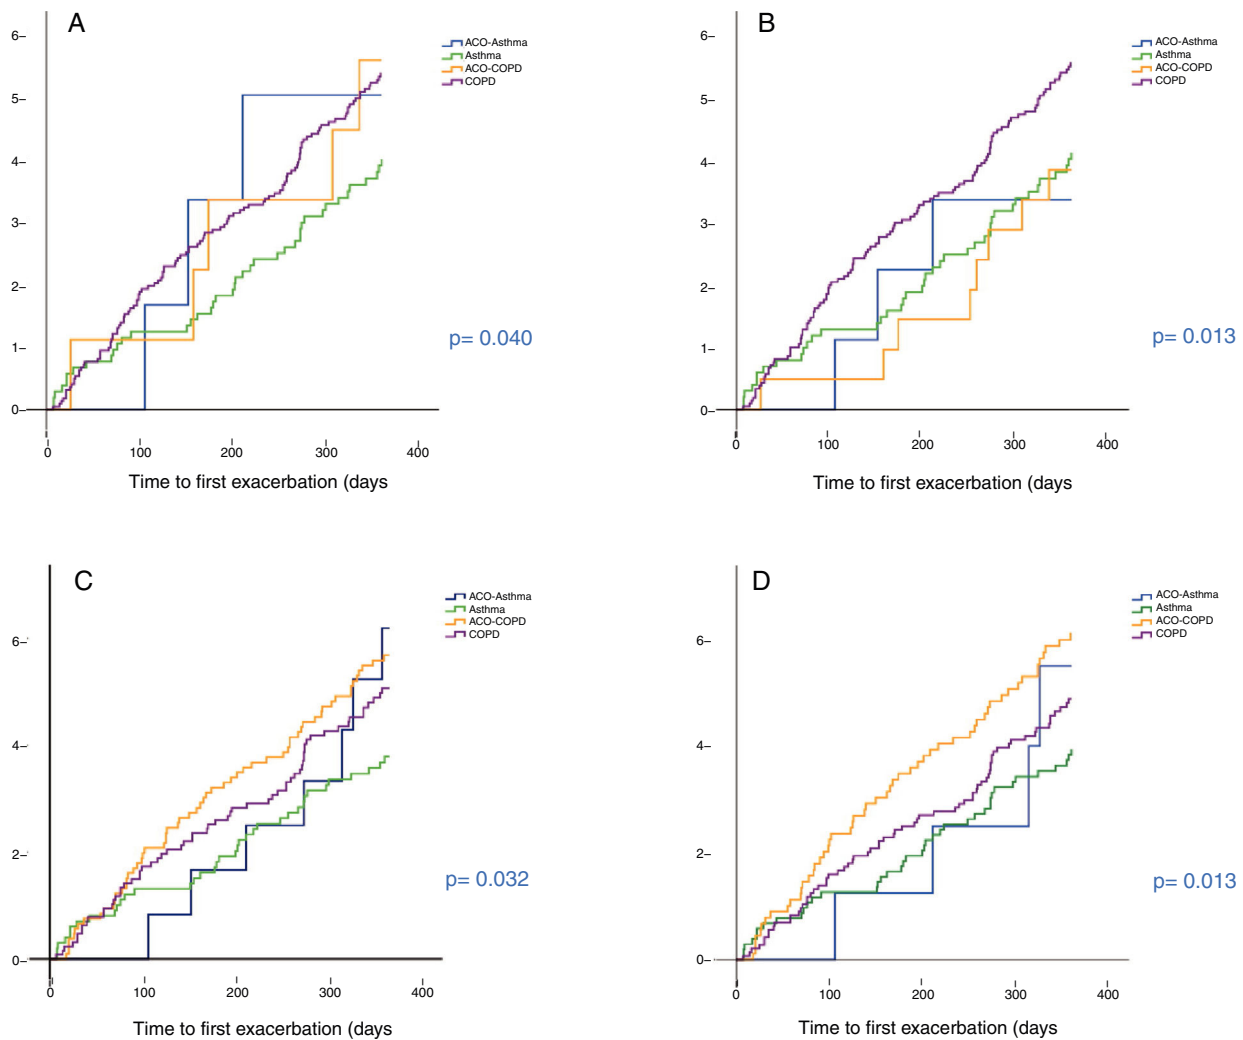 A
6–
5–
4–
3–
2–
1–
0–
0
100
200
300
400
ACO-Asthma
Asthma
ACO-COPD
COPD
p= 0.040
Time to first exacerbation (days
B
6–
5–
4–
3–
2–
1–
0–
0
100
200
300
400
ACO-Asthma
Asthma
ACO-COPD
COPD
p= 0.013
Time to first exacerbation (days
C
6–
4–
2–
0–
0
100
200
300
400
ACO-Asthma
Asthma
ACO-COPD
COPD
p= 0.032
Time to first exacerbation (days
D
6–
4–
2–
0–
0
100
200
300
400
ACO-Asthma
Asthma
ACO-COPD
COPD
p= 0.013
Time to first exacerbation (days